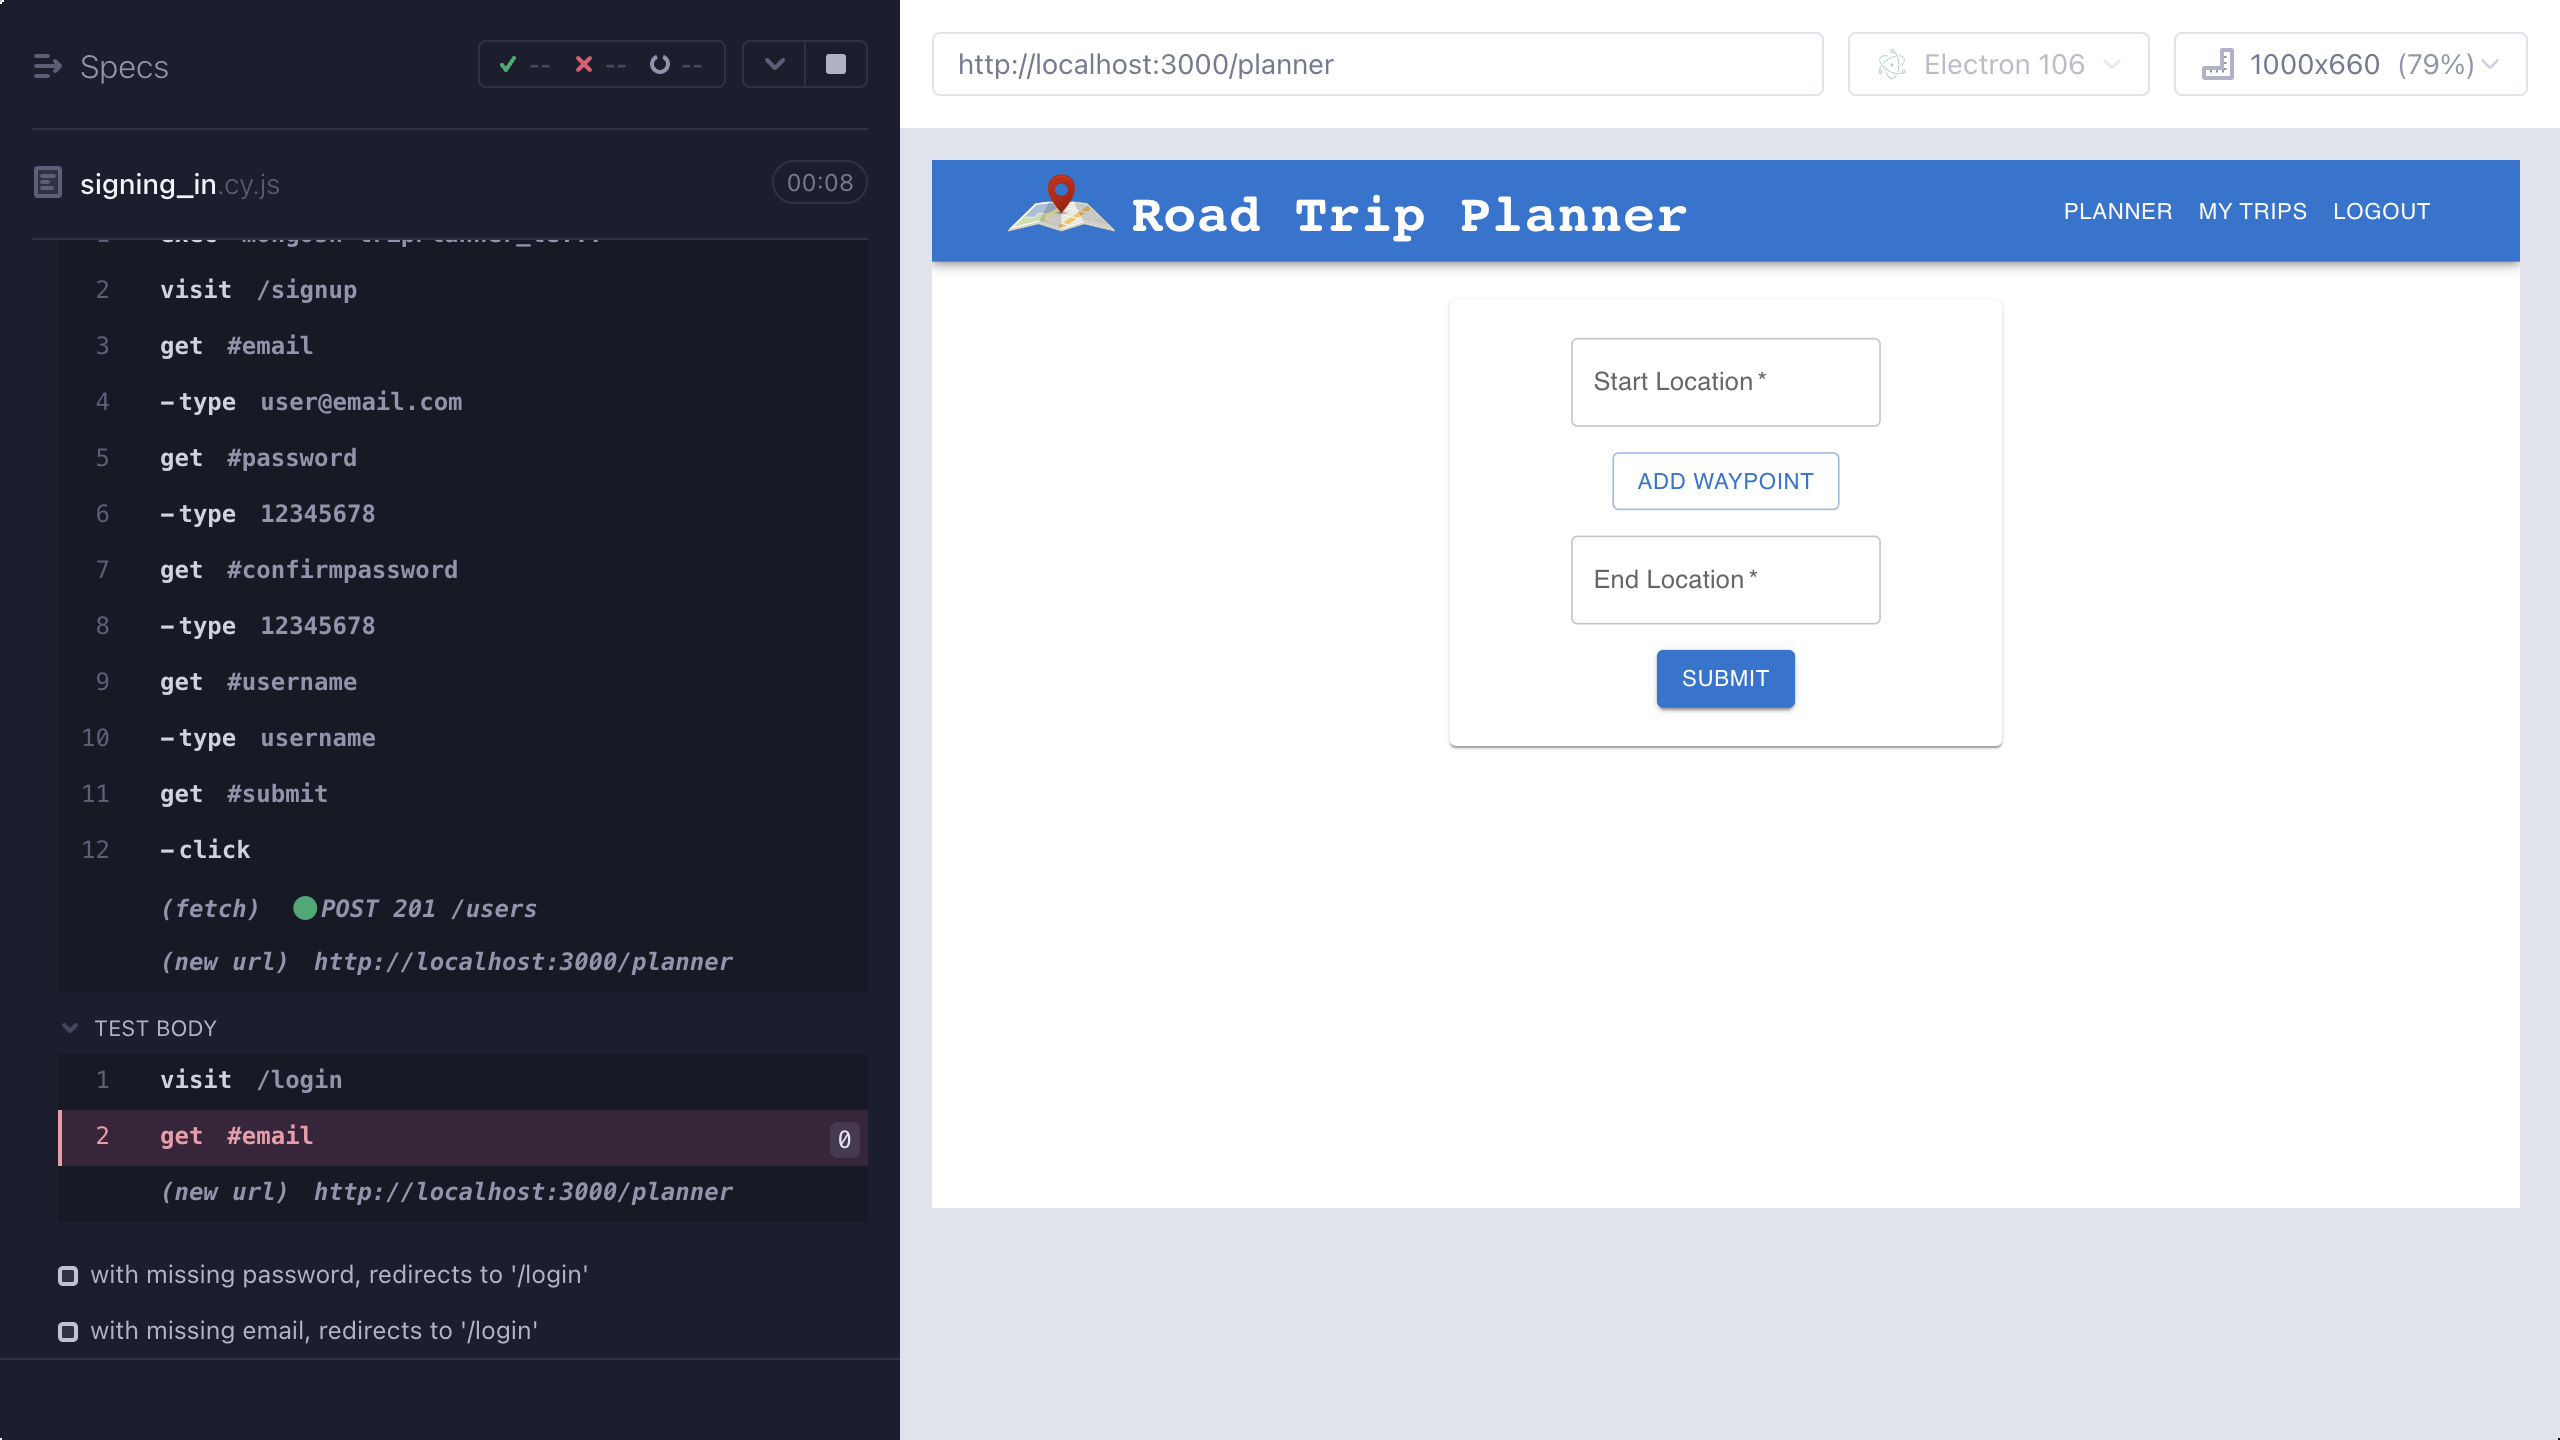 Specs
-- -- --
signing_in.cy.js
00:08
2 visit /signup
3 get #email
4 -type user@email.com
5 get #password
6 -type 12345678
7 get #confirmpassword
8 -type 12345678
9 get #username
10 -type username
11 get #submit
12 -click
(fetch) POST 201 /users
(new url) http://localhost:3000/planner
TEST BODY
1 visit /login
2 get #email 0
(new url) http://localhost:3000/planner
with missing password, redirects to '/login'
with missing email, redirects to '/login'
http://localhost:3000/planner
Electron 106
1000x660 (79%)
Road Trip Planner
PLANNER MY TRIPS LOGOUT
Start Location *
ADD WAYPOINT
End Location *
SUBMIT